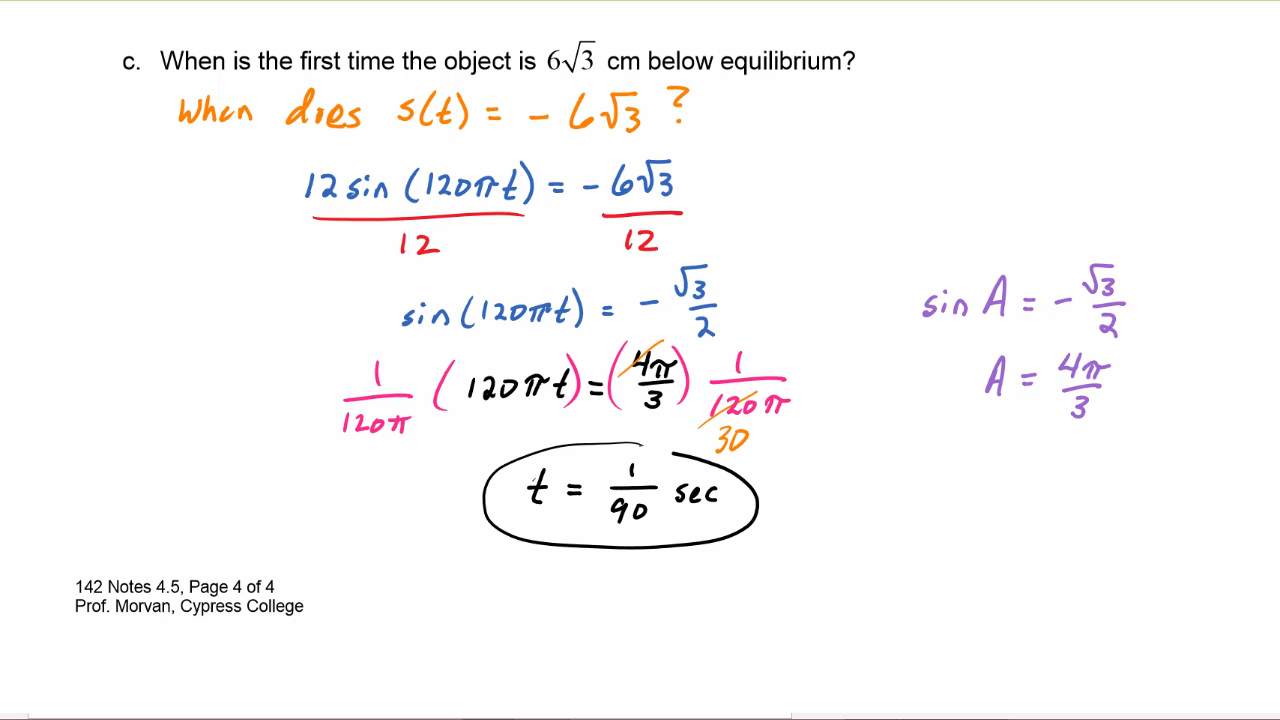 c. When is the first time the object is 6√3 cm below equilibrium?
When does s(t) = - 6√3 ?
12 sin (120πt) = - 6√3
12 12
sin (120πt) = - √3/2
sin A = - √3/2
1/120π ( 120πt) = (4π/3) 1/120π
30
A = 4π/3
t = 1/90 sec
142 Notes 4.5, Page 4 of 4
Prof. Morvan, Cypress College